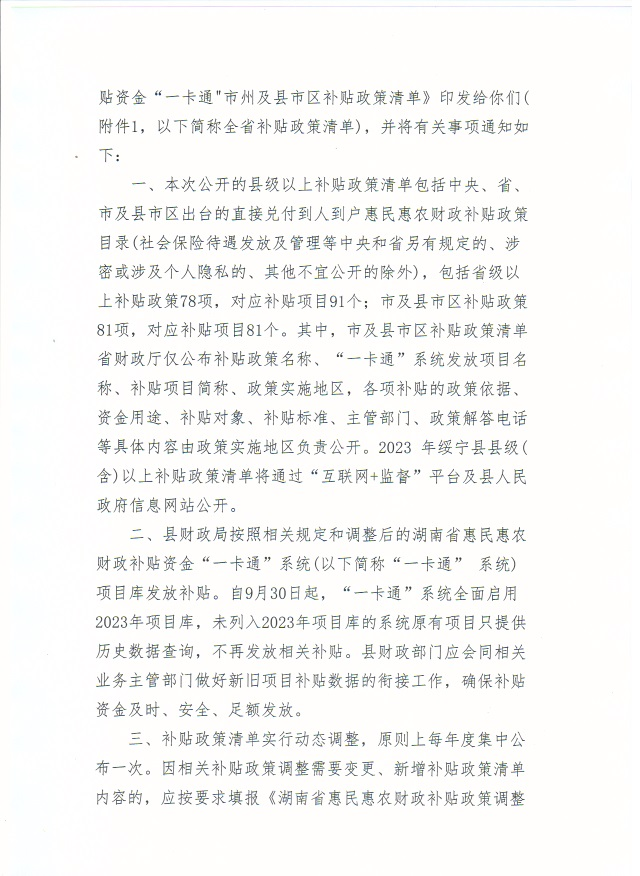 贴资金“一卡通"市州及县市区补贴政策清单》印发给你们(
附件1，以下简称全省补贴政策清单)，并将有关事项通知如
下：
一、本次公开的县级以上补贴政策清单包括中央、省、
市及县市区出台的直接兑付到人到户惠民惠农财政补贴政策
目录(社会保险待遇发放及管理等中央和省另有规定的、涉
密或涉及个人隐私的、其他不宜公开的除外)，包括省级以
上补贴政策78项，对应补贴项目91个；市及县市区补贴政策
81项，对应补贴项目81个。其中，市及县市区补贴政策清单
省财政厅仅公布补贴政策名称、“一卡通”系统发放项目名
称、补贴项目简称、政策实施地区，各项补贴的政策依据、
资金用途、补贴对象、补贴标准、主管部门、政策解答电话
等具体内容由政策实施地区负责公开。2023 年绥宁县县级(
含)以上补贴政策清单将通过“互联网+监督”平台及县人民
政府信息网站公开。
二、县财政局按照相关规定和调整后的湖南省惠民惠农
财政补贴资金“一卡通”系统(以下简称“一卡通” 系统)
项目库发放补贴。自9月30日起，“一卡通”系统全面启用
2023年项目库，未列入2023年项目库的系统原有项目只提供
历史数据查询，不再发放相关补贴。县财政部门应会同相关
业务主管部门做好新旧项目补贴数据的衔接工作，确保补贴
资金及时、安全、足额发放。
三、补贴政策清单实行动态调整，原则上每年度集中公
布一次。因相关补贴政策调整需要变更、新增补贴政策清单
内容的，应按要求填报《湖南省惠民惠农财政补贴政策调整